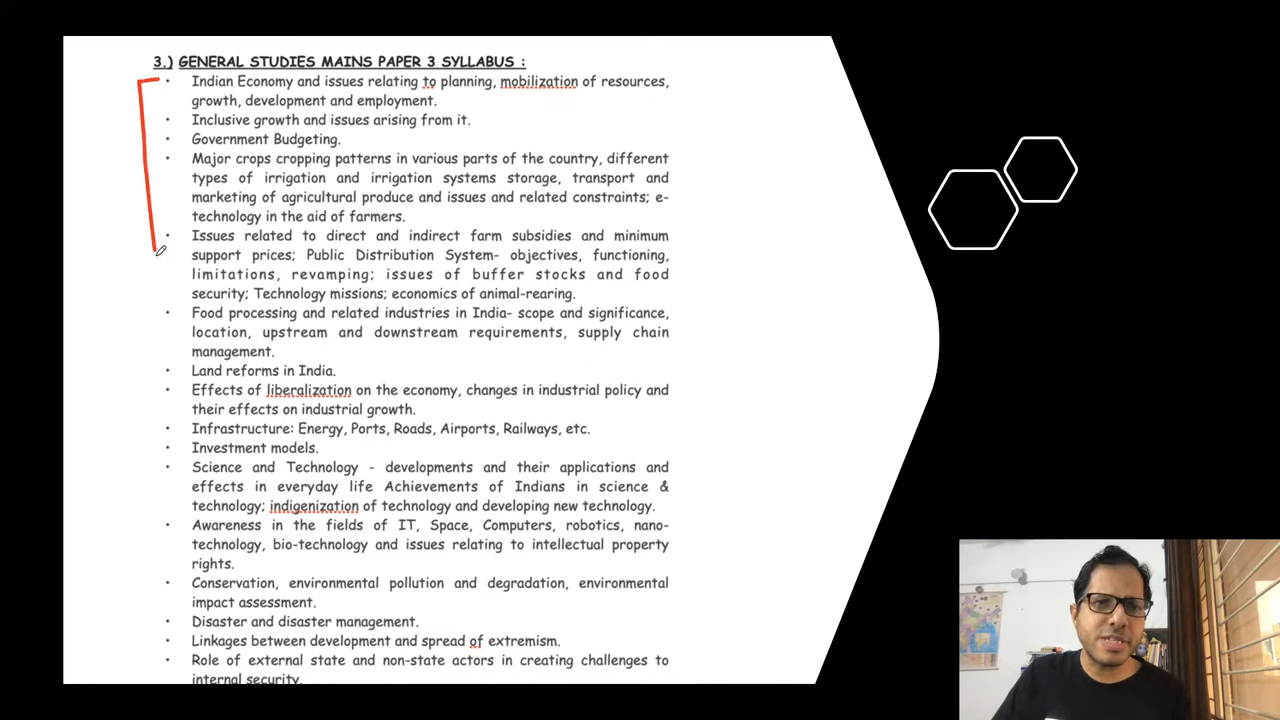 3.) GENERAL STUDIES MAINS PAPER 3 SYLLABUS :
• Indian Economy and issues relating to planning, mobilization of resources,
growth, development and employment.
• Inclusive growth and issues arising from it.
• Government Budgeting.
• Major crops cropping patterns in various parts of the country, different
types of irrigation and irrigation systems storage, transport and
marketing of agricultural produce and issues and related constraints; e-
technology in the aid of farmers.
• Issues related to direct and indirect farm subsidies and minimum
support prices; Public Distribution System- objectives, functioning,
limitations, revamping; issues of buffer stocks and food
security; Technology missions; economics of animal-rearing.
• Food processing and related industries in India- scope and significance,
location, upstream and downstream requirements, supply chain
management.
• Land reforms in India.
• Effects of liberalization on the economy, changes in industrial policy and
their effects on industrial growth.
• Infrastructure: Energy, Ports, Roads, Airports, Railways, etc.
• Investment models.
• Science and Technology - developments and their applications and
effects in everyday life Achievements of Indians in science &
technology; indigenization of technology and developing new technology.
• Awareness in the fields of IT, Space, Computers, robotics, nano-
technology, bio-technology and issues relating to intellectual property
rights.
• Conservation, environmental pollution and degradation, environmental
impact assessment.
• Disaster and disaster management.
• Linkages between development and spread of extremism.
• Role of external state and non-state actors in creating challenges to
internal security.